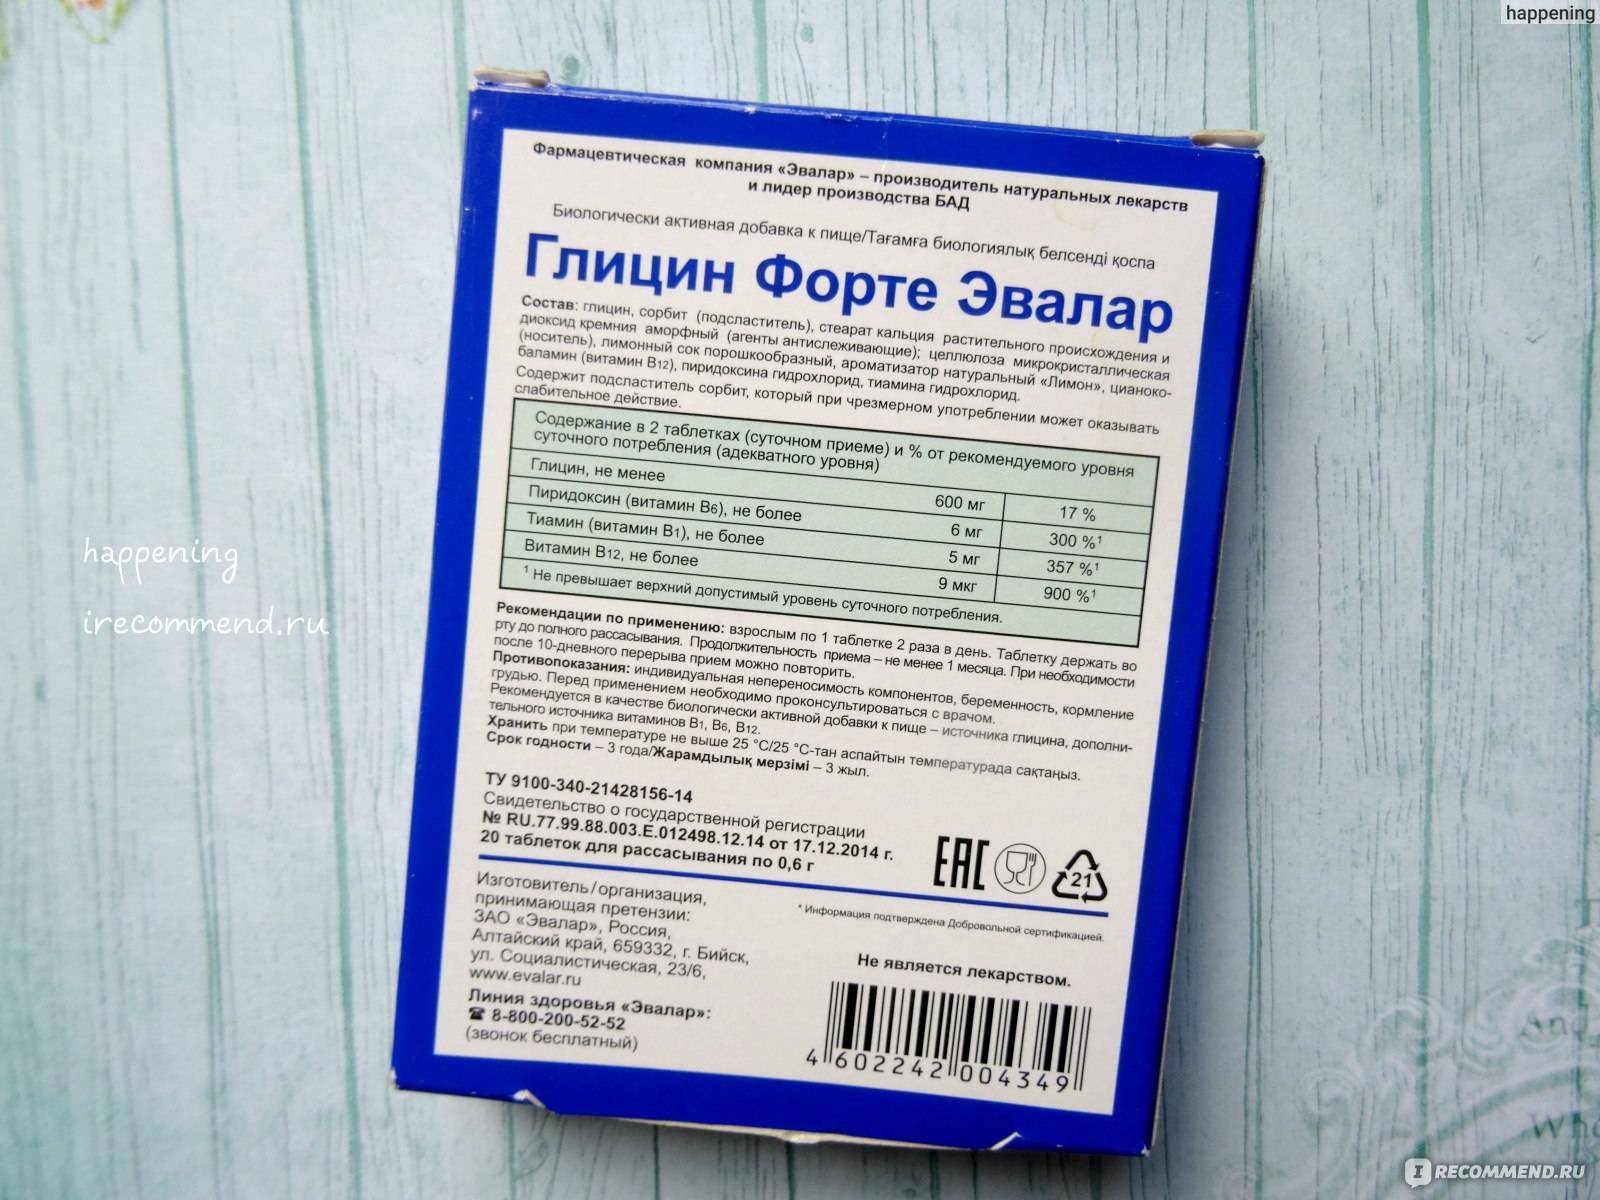 happening
Фармацевтическая компания «Эвалар» – производитель натуральных лекарств
и лидер производства БАД
Биологически активная добавка к пище/Тағамға биологиялық белсенді қоспа
Глицин Форте Эвалар
Состав: глицин, сорбит (подсластитель), стеарат кальция растительного происхождения и
диоксид кремния аморфный (агенты антислеживающие); целлюлоза микрокристаллическая
(носитель), лимонный сок порошкообразный, ароматизатор натуральный «Лимон», цианоко-
баламин (витамин В12), пиридоксина гидрохлорид, тиамина гидрохлорид.
Содержит подсластитель сорбит, который при чрезмерном употреблении может оказывать
слабительное действие.
Содержание в 2 таблетках (суточном приеме) и % от рекомендуемого уровня
суточного потребления (адекватного уровня)
Глицин, не менее 600 мг 17 %
Пиридоксин (витамин В6), не более 6 мг 300 %¹
Тиамин (витамин В1), не более 5 мг 357 %¹
Витамин В12, не более 9 мкг 900 %¹
¹ Не превышает верхний допустимый уровень суточного потребления.
Рекомендации по применению: взрослым по 1 таблетке 2 раза в день. Таблетку держать во
рту до полного рассасывания. Продолжительность приема – не менее 1 месяца. При необходимости
после 10-дневного перерыва прием можно повторить.
Противопоказания: индивидуальная непереносимость компонентов, беременность, кормление
грудью. Перед применением необходимо проконсультироваться с врачом.
Рекомендуется в качестве биологически активной добавки к пище – источника глицина, дополни-
тельного источника витаминов В1, В6, В12.
Хранить при температуре не выше 25 °С/25 °С-тан аспайтын температурада сақтаңыз.
Срок годности – 3 года/Жарамдылық мерзімі – 3 жыл.
ТУ 9100-340-21428156-14
Свидетельство о государственной регистрации
№ RU.77.99.88.003.Е.012498.12.14 от 17.12.2014 г.
20 таблеток для рассасывания по 0,6 г
EAC
21
* Информация подтверждена Добровольной сертификацией.
Изготовитель/организация,
принимающая претензии:
ЗАО «Эвалар», Россия,
Алтайский край, 659332, г. Бийск,
ул. Социалистическая, 23/6,
www.evalar.ru
Линия здоровья «Эвалар»:
☎ 8-800-200-52-52
(звонок бесплатный)
Не является лекарством.
4 602242 004349
happening
irecommend.ru
IRECOMMEND.RU